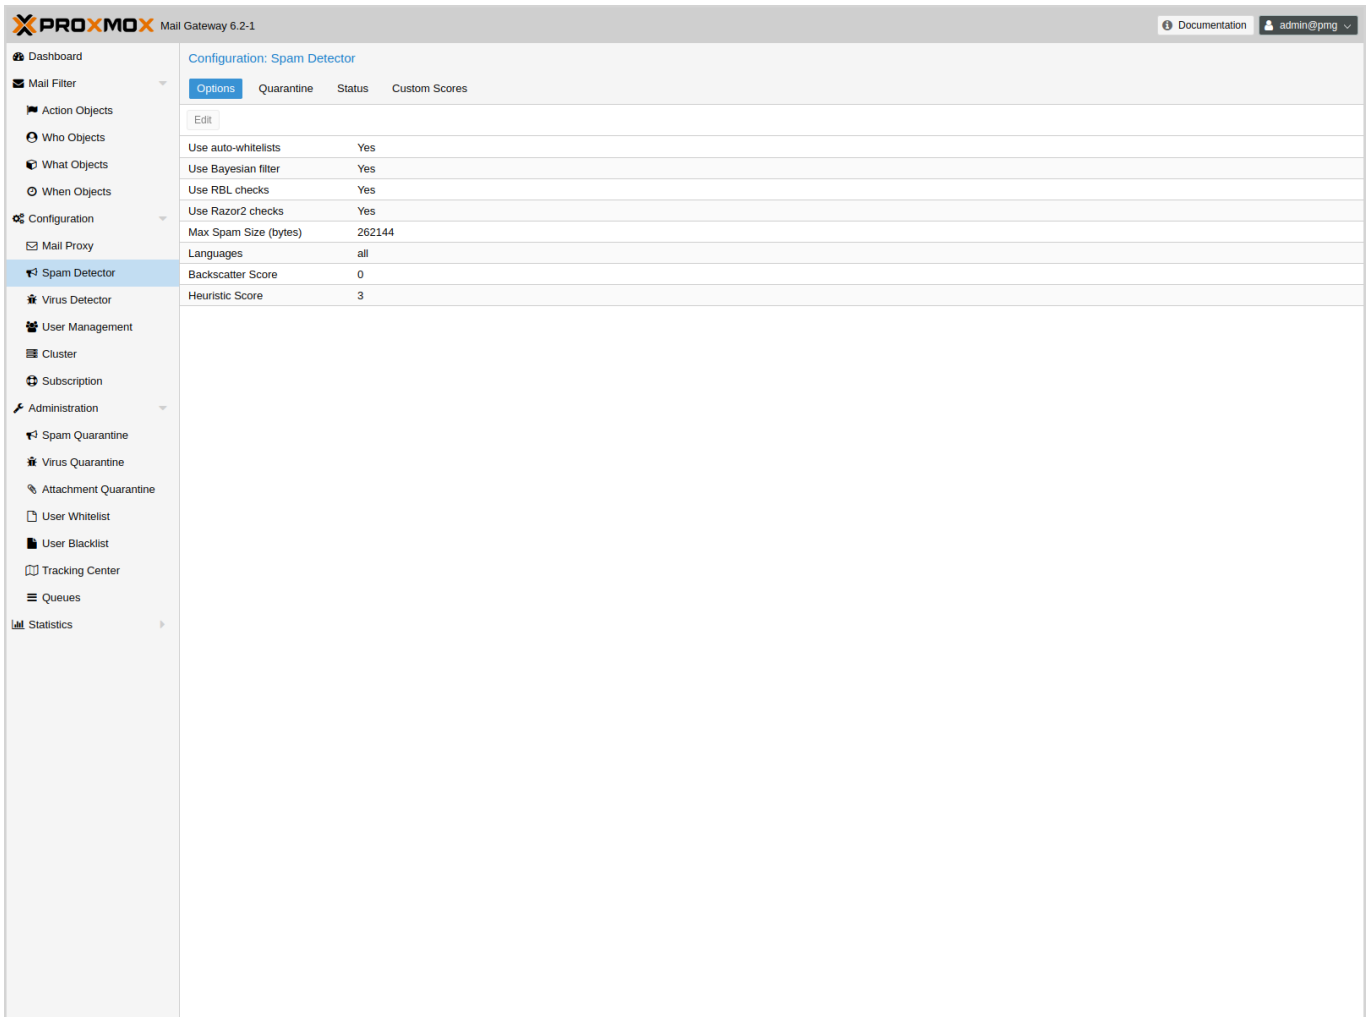 PROXMOX Mail Gateway 6.2-1 Documentation admin@pmg
Dashboard
Mail Filter
Action Objects
Who Objects
What Objects
When Objects
Configuration
Mail Proxy
Spam Detector
Virus Detector
User Management
Cluster
Subscription
Administration
Spam Quarantine
Virus Quarantine
Attachment Quarantine
User Whitelist
User Blacklist
Tracking Center
Queues
Statistics
Configuration: Spam Detector
Options Quarantine Status Custom Scores
Edit
Use auto-whitelists Yes
Use Bayesian filter Yes
Use RBL checks Yes
Use Razor2 checks Yes
Max Spam Size (bytes) 262144
Languages all
Backscatter Score 0
Heuristic Score 3